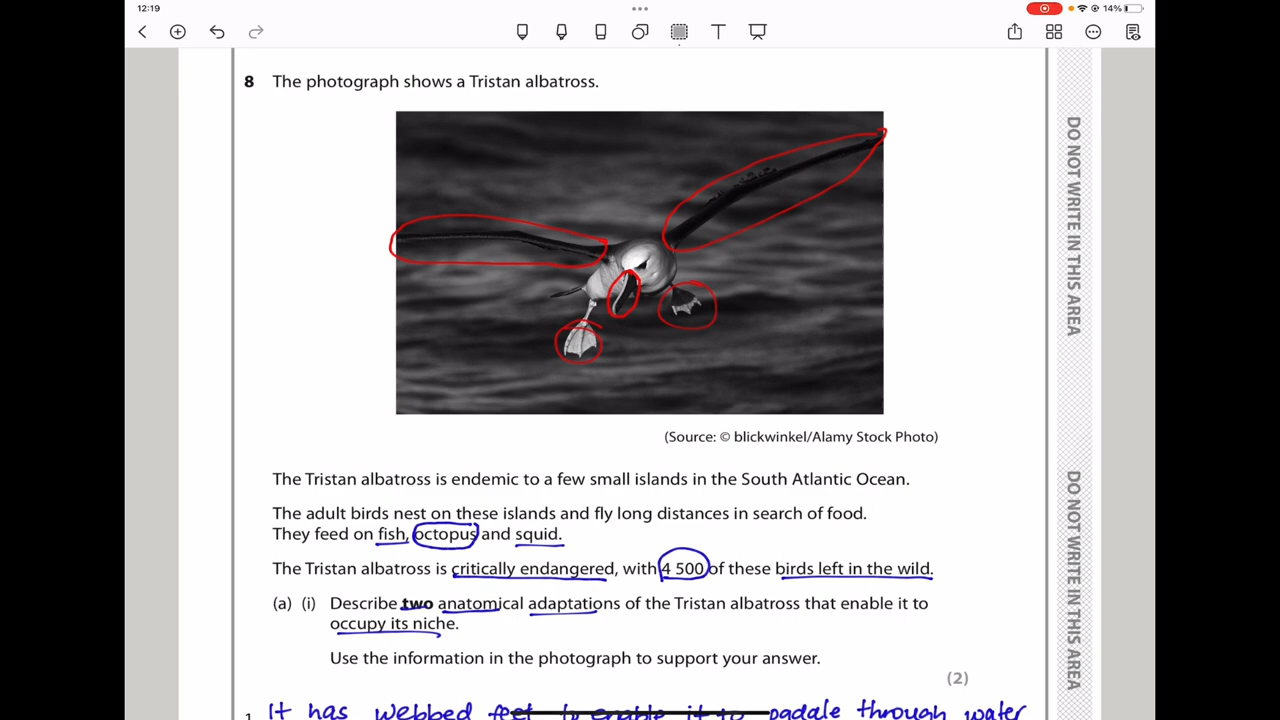 12:19
14%
8 The photograph shows a Tristan albatross.
(Source: © blickwinkel/Alamy Stock Photo)
The Tristan albatross is endemic to a few small islands in the South Atlantic Ocean.
The adult birds nest on these islands and fly long distances in search of food.
They feed on fish, octopus and squid.
The Tristan albatross is critically endangered, with 4 500 of these birds left in the wild.
(a) (i) Describe two anatomical adaptations of the Tristan albatross that enable it to
occupy its niche.
Use the information in the photograph to support your answer.
(2)
1 It has webbed feet to enable it to padale through water
DO NOT WRITE IN THIS AREA
DO NOT WRITE IN THIS AREA